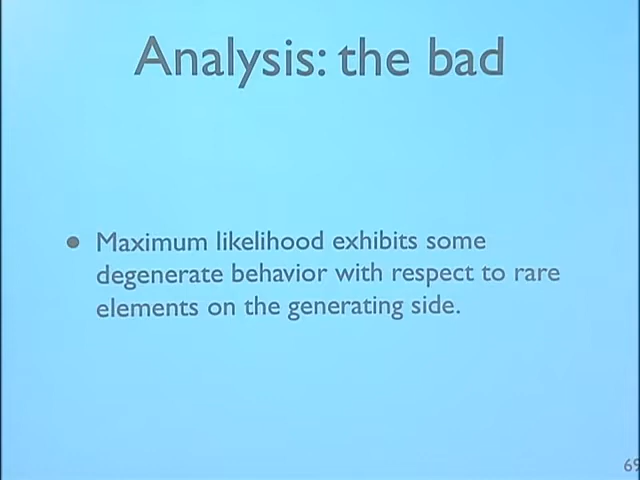 Analysis: the bad
Maximum likelihood exhibits some
degenerate behavior with respect to rare
elements on the generating side.
69